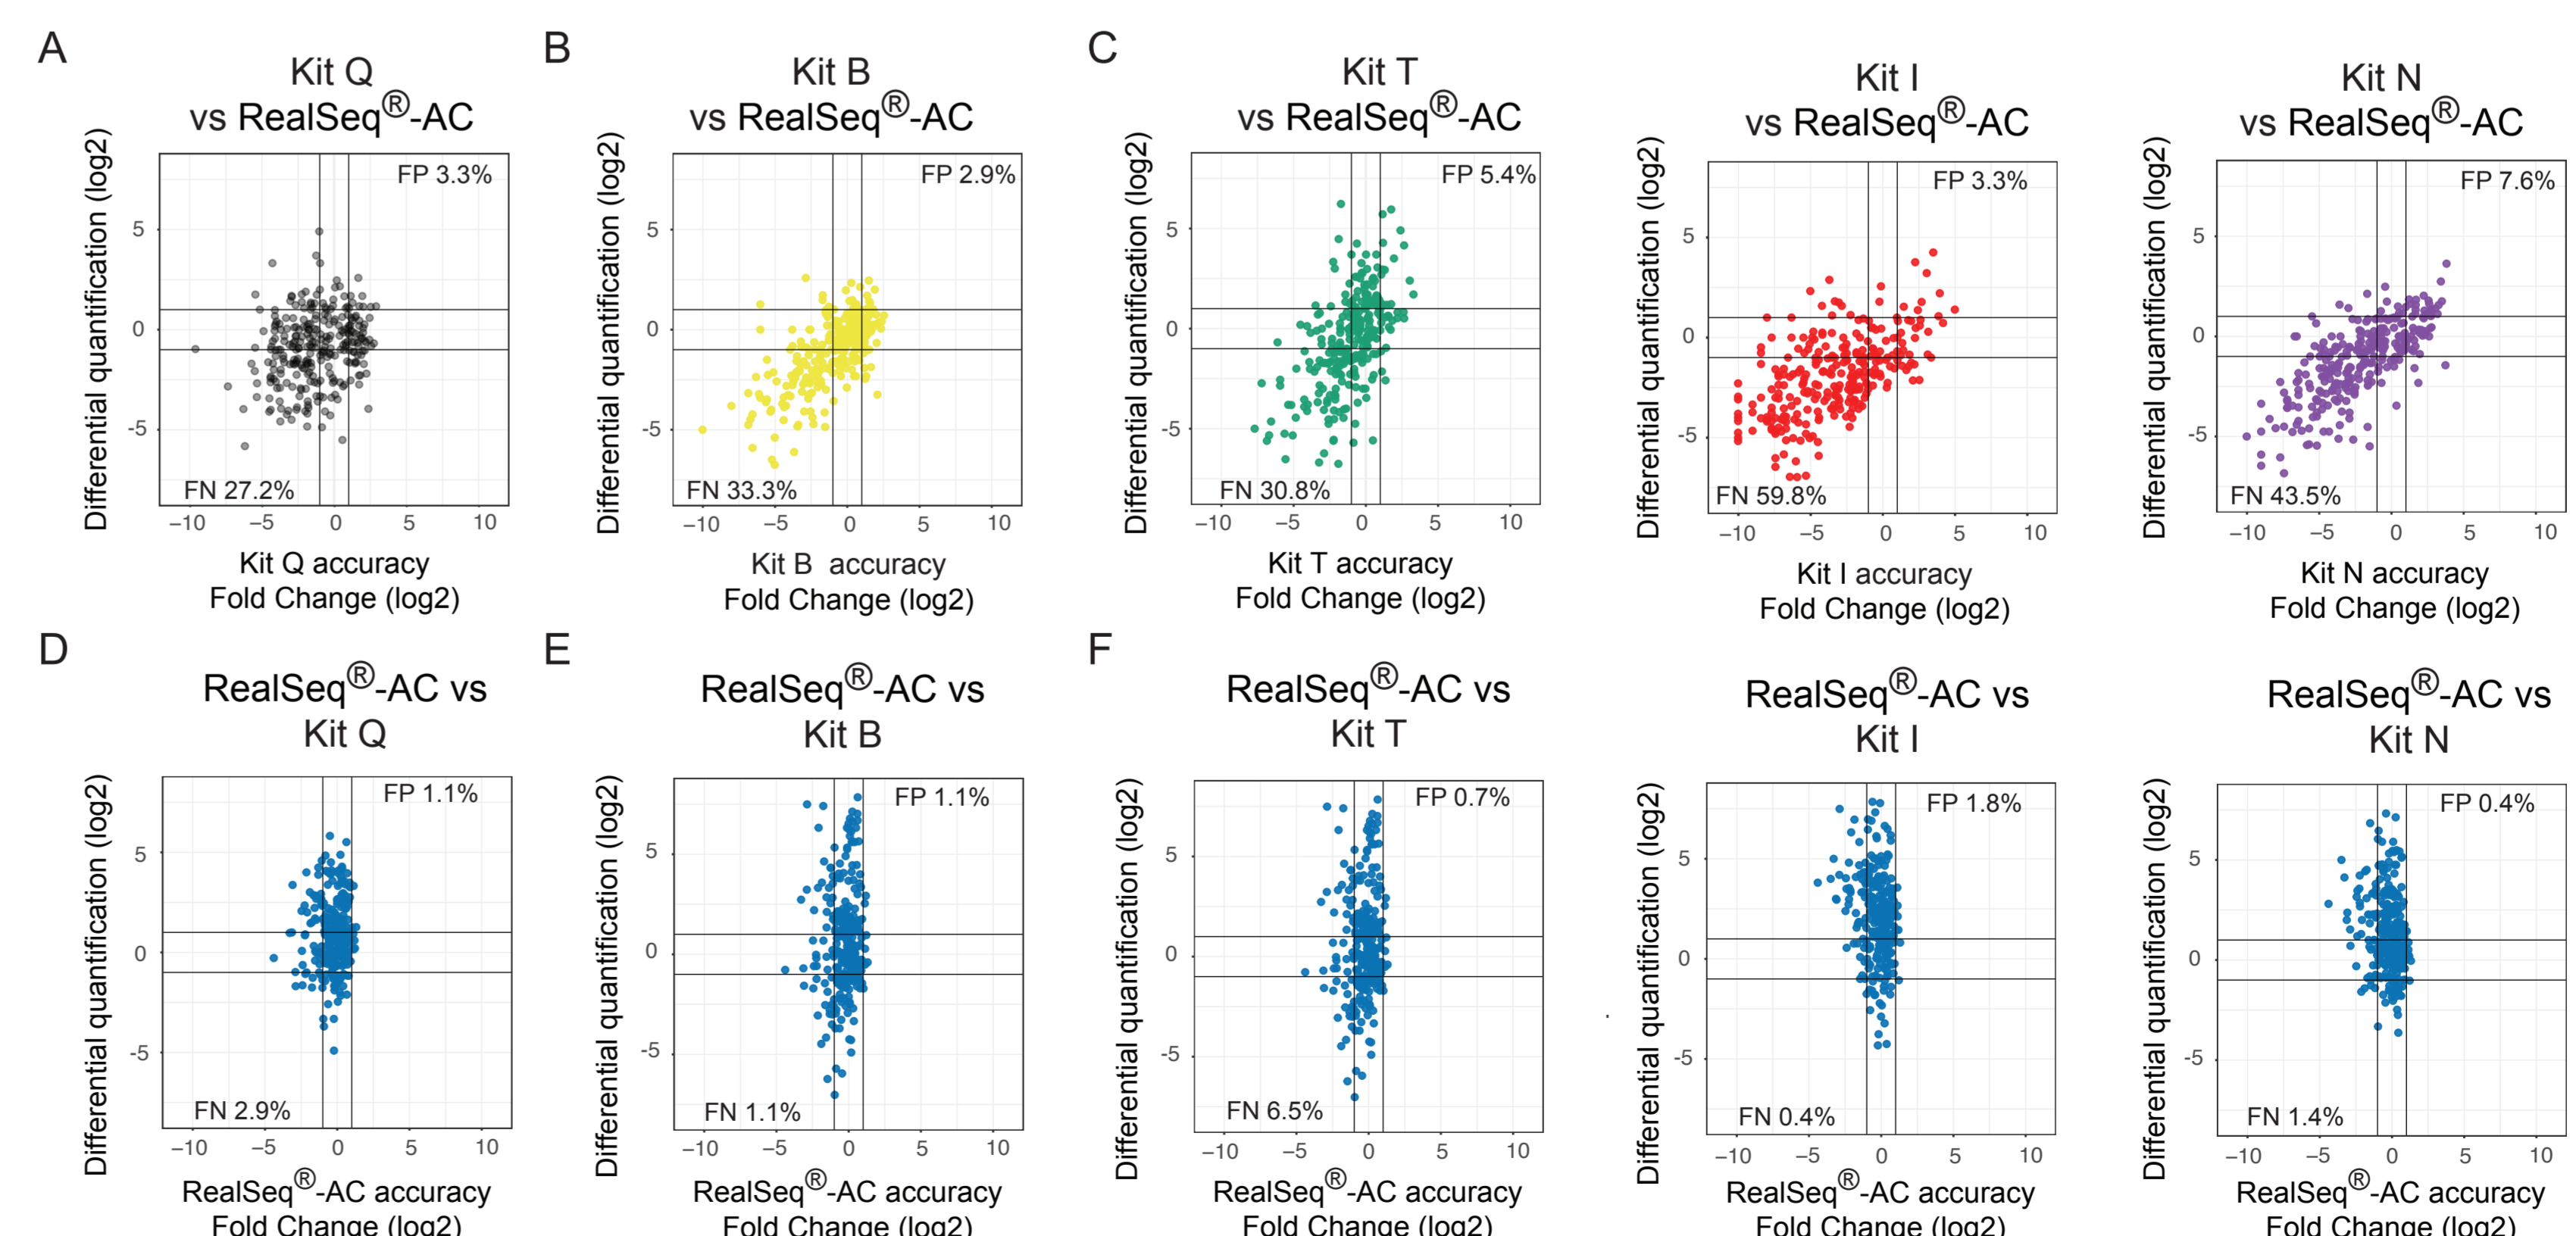 A
Kit Q
vs RealSeq®-AC
Differential quantification (log2)
FP 3.3%
5
0
-5
FN 27.2%
−10 −5 0 5 10
Kit Q accuracy
Fold Change (log2)
B
Kit B
vs RealSeq®-AC
Differential quantification (log2)
FP 2.9%
5
0
-5
FN 33.3%
−10 −5 0 5 10
Kit B accuracy
Fold Change (log2)
C
Kit T
vs RealSeq®-AC
Differential quantification (log2)
FP 5.4%
5
0
-5
FN 30.8%
−10 −5 0 5 10
Kit T accuracy
Fold Change (log2)
Kit I
vs RealSeq®-AC
Differential quantification (log2)
FP 3.3%
5
0
-5
FN 59.8%
−10 −5 0 5 10
Kit I accuracy
Fold Change (log2)
Kit N
vs RealSeq®-AC
Differential quantification (log2)
FP 7.6%
5
0
-5
FN 43.5%
−10 −5 0 5 10
Kit N accuracy
Fold Change (log2)
D
RealSeq®-AC vs
Kit Q
Differential quantification (log2)
FP 1.1%
5
0
-5
FN 2.9%
−10 −5 0 5 10
RealSeq®-AC accuracy
Fold Change (log2)
E
RealSeq®-AC vs
Kit B
Differential quantification (log2)
FP 1.1%
5
0
-5
FN 1.1%
−10 −5 0 5 10
RealSeq®-AC accuracy
Fold Change (log2)
F
RealSeq®-AC vs
Kit T
Differential quantification (log2)
FP 0.7%
5
0
-5
FN 6.5%
−10 −5 0 5 10
RealSeq®-AC accuracy
Fold Change (log2)
RealSeq®-AC vs
Kit I
Differential quantification (log2)
FP 1.8%
5
0
-5
FN 0.4%
−10 −5 0 5 10
RealSeq®-AC accuracy
Fold Change (log2)
RealSeq®-AC vs
Kit N
Differential quantification (log2)
FP 0.4%
5
0
-5
FN 1.4%
−10 −5 0 5 10
RealSeq®-AC accuracy
Fold Change (log2)